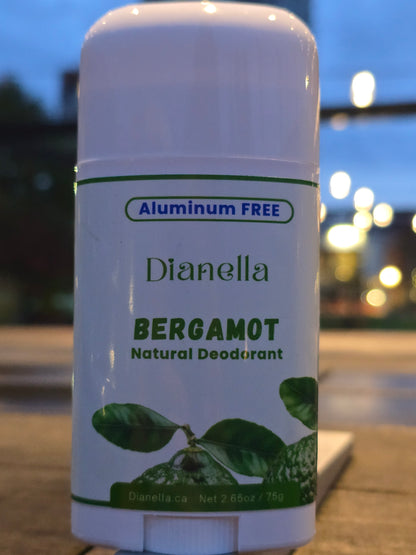 Aluminum FREE
Dianella
BERGAMOT
Natural Deodorant
Dianella.ca Net 2.65oz / 75g